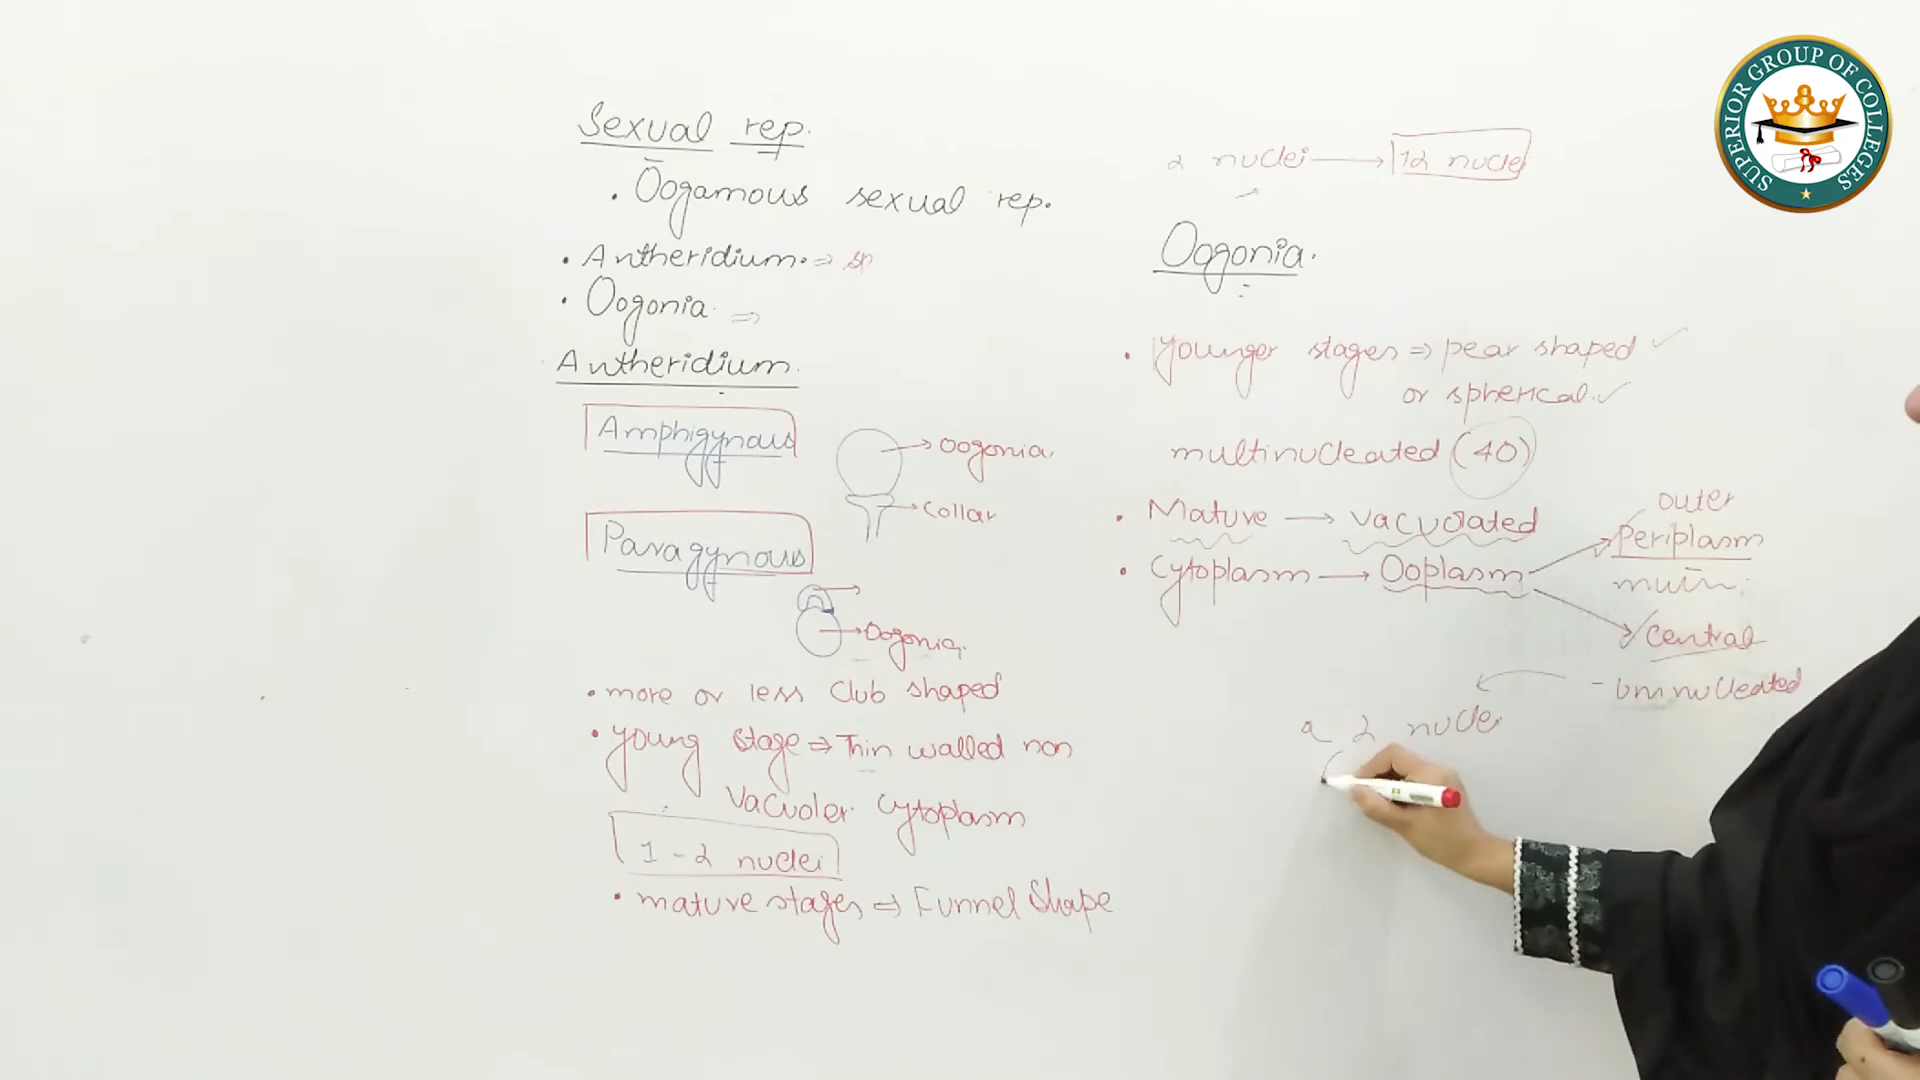 Sexual rep.
. Oogamous sexual rep.
. Antheridium. => sp
. Oogonia. =>
Antheridium.
Amphigynous
Oogonia
Collar
Paragynous
Oogonia
. more or less Club shaped
. young stage => Thin walled non
Vacuoler cytoplasm
1-2 nuclei
. mature stages => Funnel Shape
2 nuclei → 12 nuclei
Oogonia.
. Younger stages => pear shaped ✓
or spherical. ✓
multinucleated (40)
. Mature → vacuolated
. Cytoplasm → Ooplasm
outer
Periplasm
Central
- uninucleated
2 nuclei
SUPERIOR GROUP OF COLLEGES